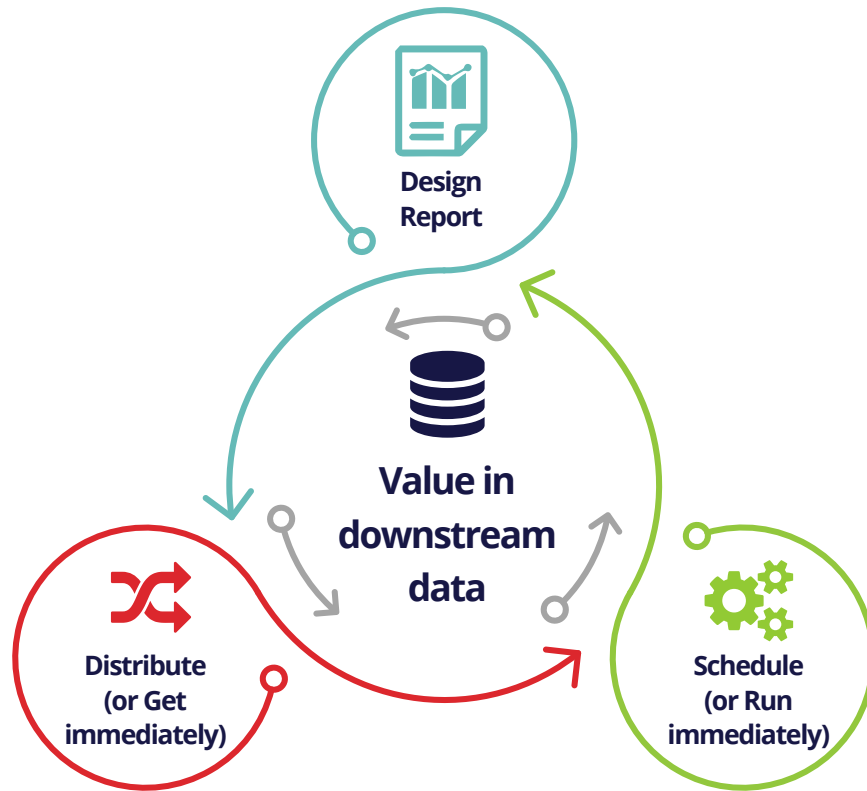 Design
Report
Value in
downstream
data
Distribute
(or Get
immediately)
Schedule
(or Run
immediately)